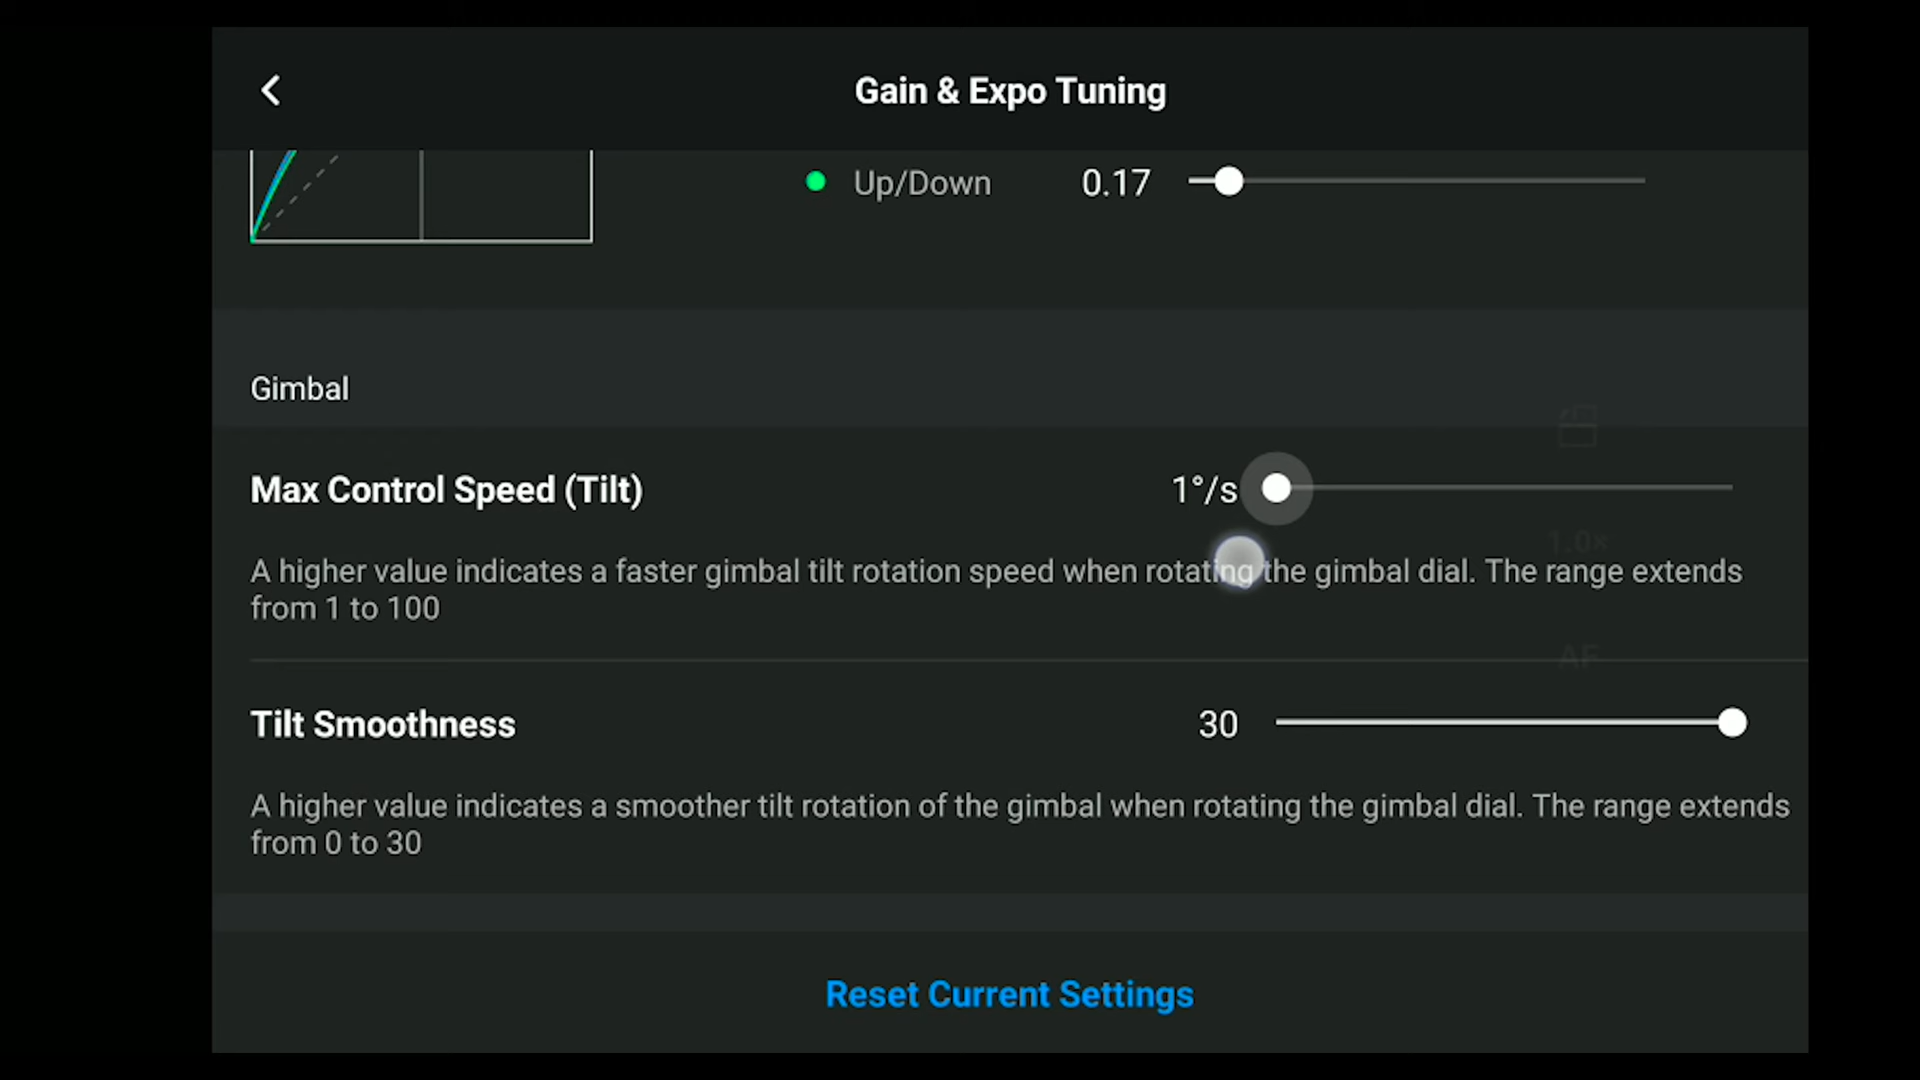 Gain & Expo Tuning
Up/Down 0.17
Gimbal
Max Control Speed (Tilt) 1°/s
1.0×
A higher value indicates a faster gimbal tilt rotation speed when rotating the gimbal dial. The range extends
from 1 to 100
AF
Tilt Smoothness 30
A higher value indicates a smoother tilt rotation of the gimbal when rotating the gimbal dial. The range extends
from 0 to 30
Reset Current Settings